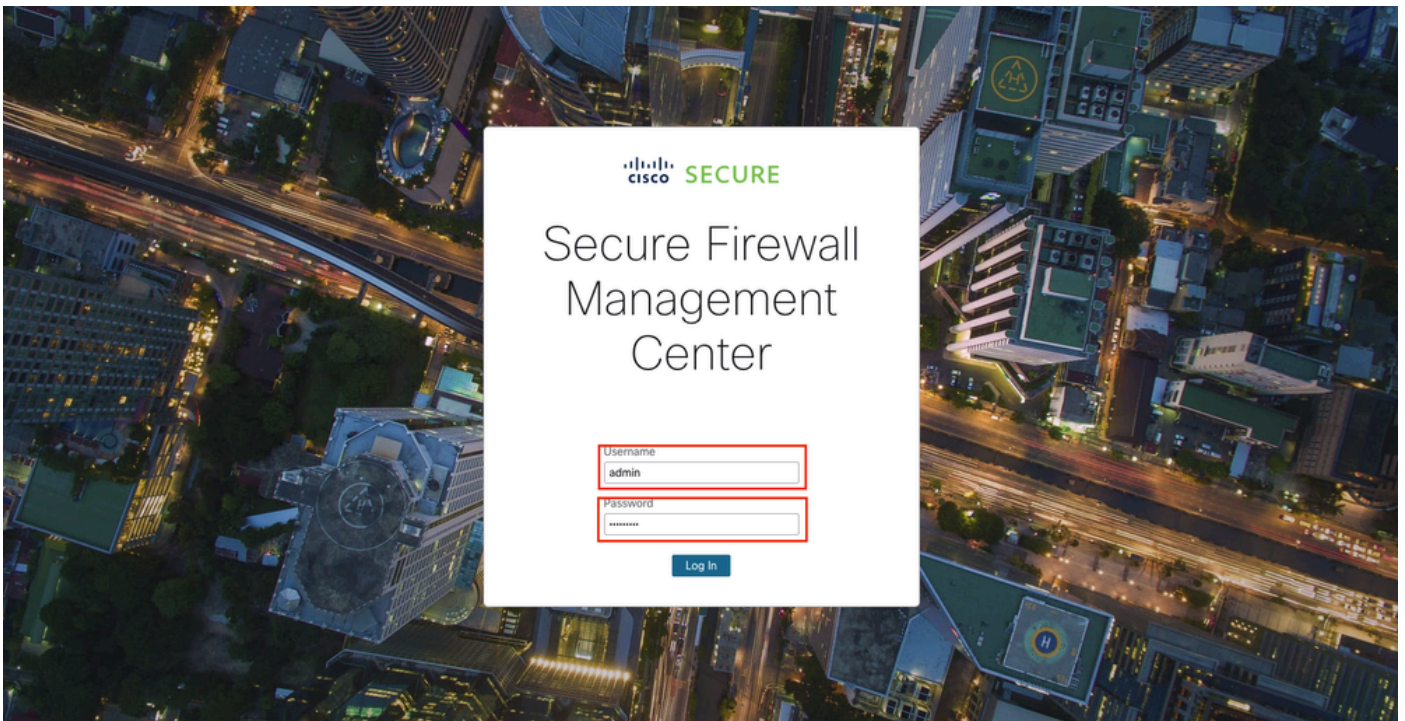 CISCO SECURE
Secure Firewall
Management
Center
Username
admin
Password
•••••••••
Log In
H